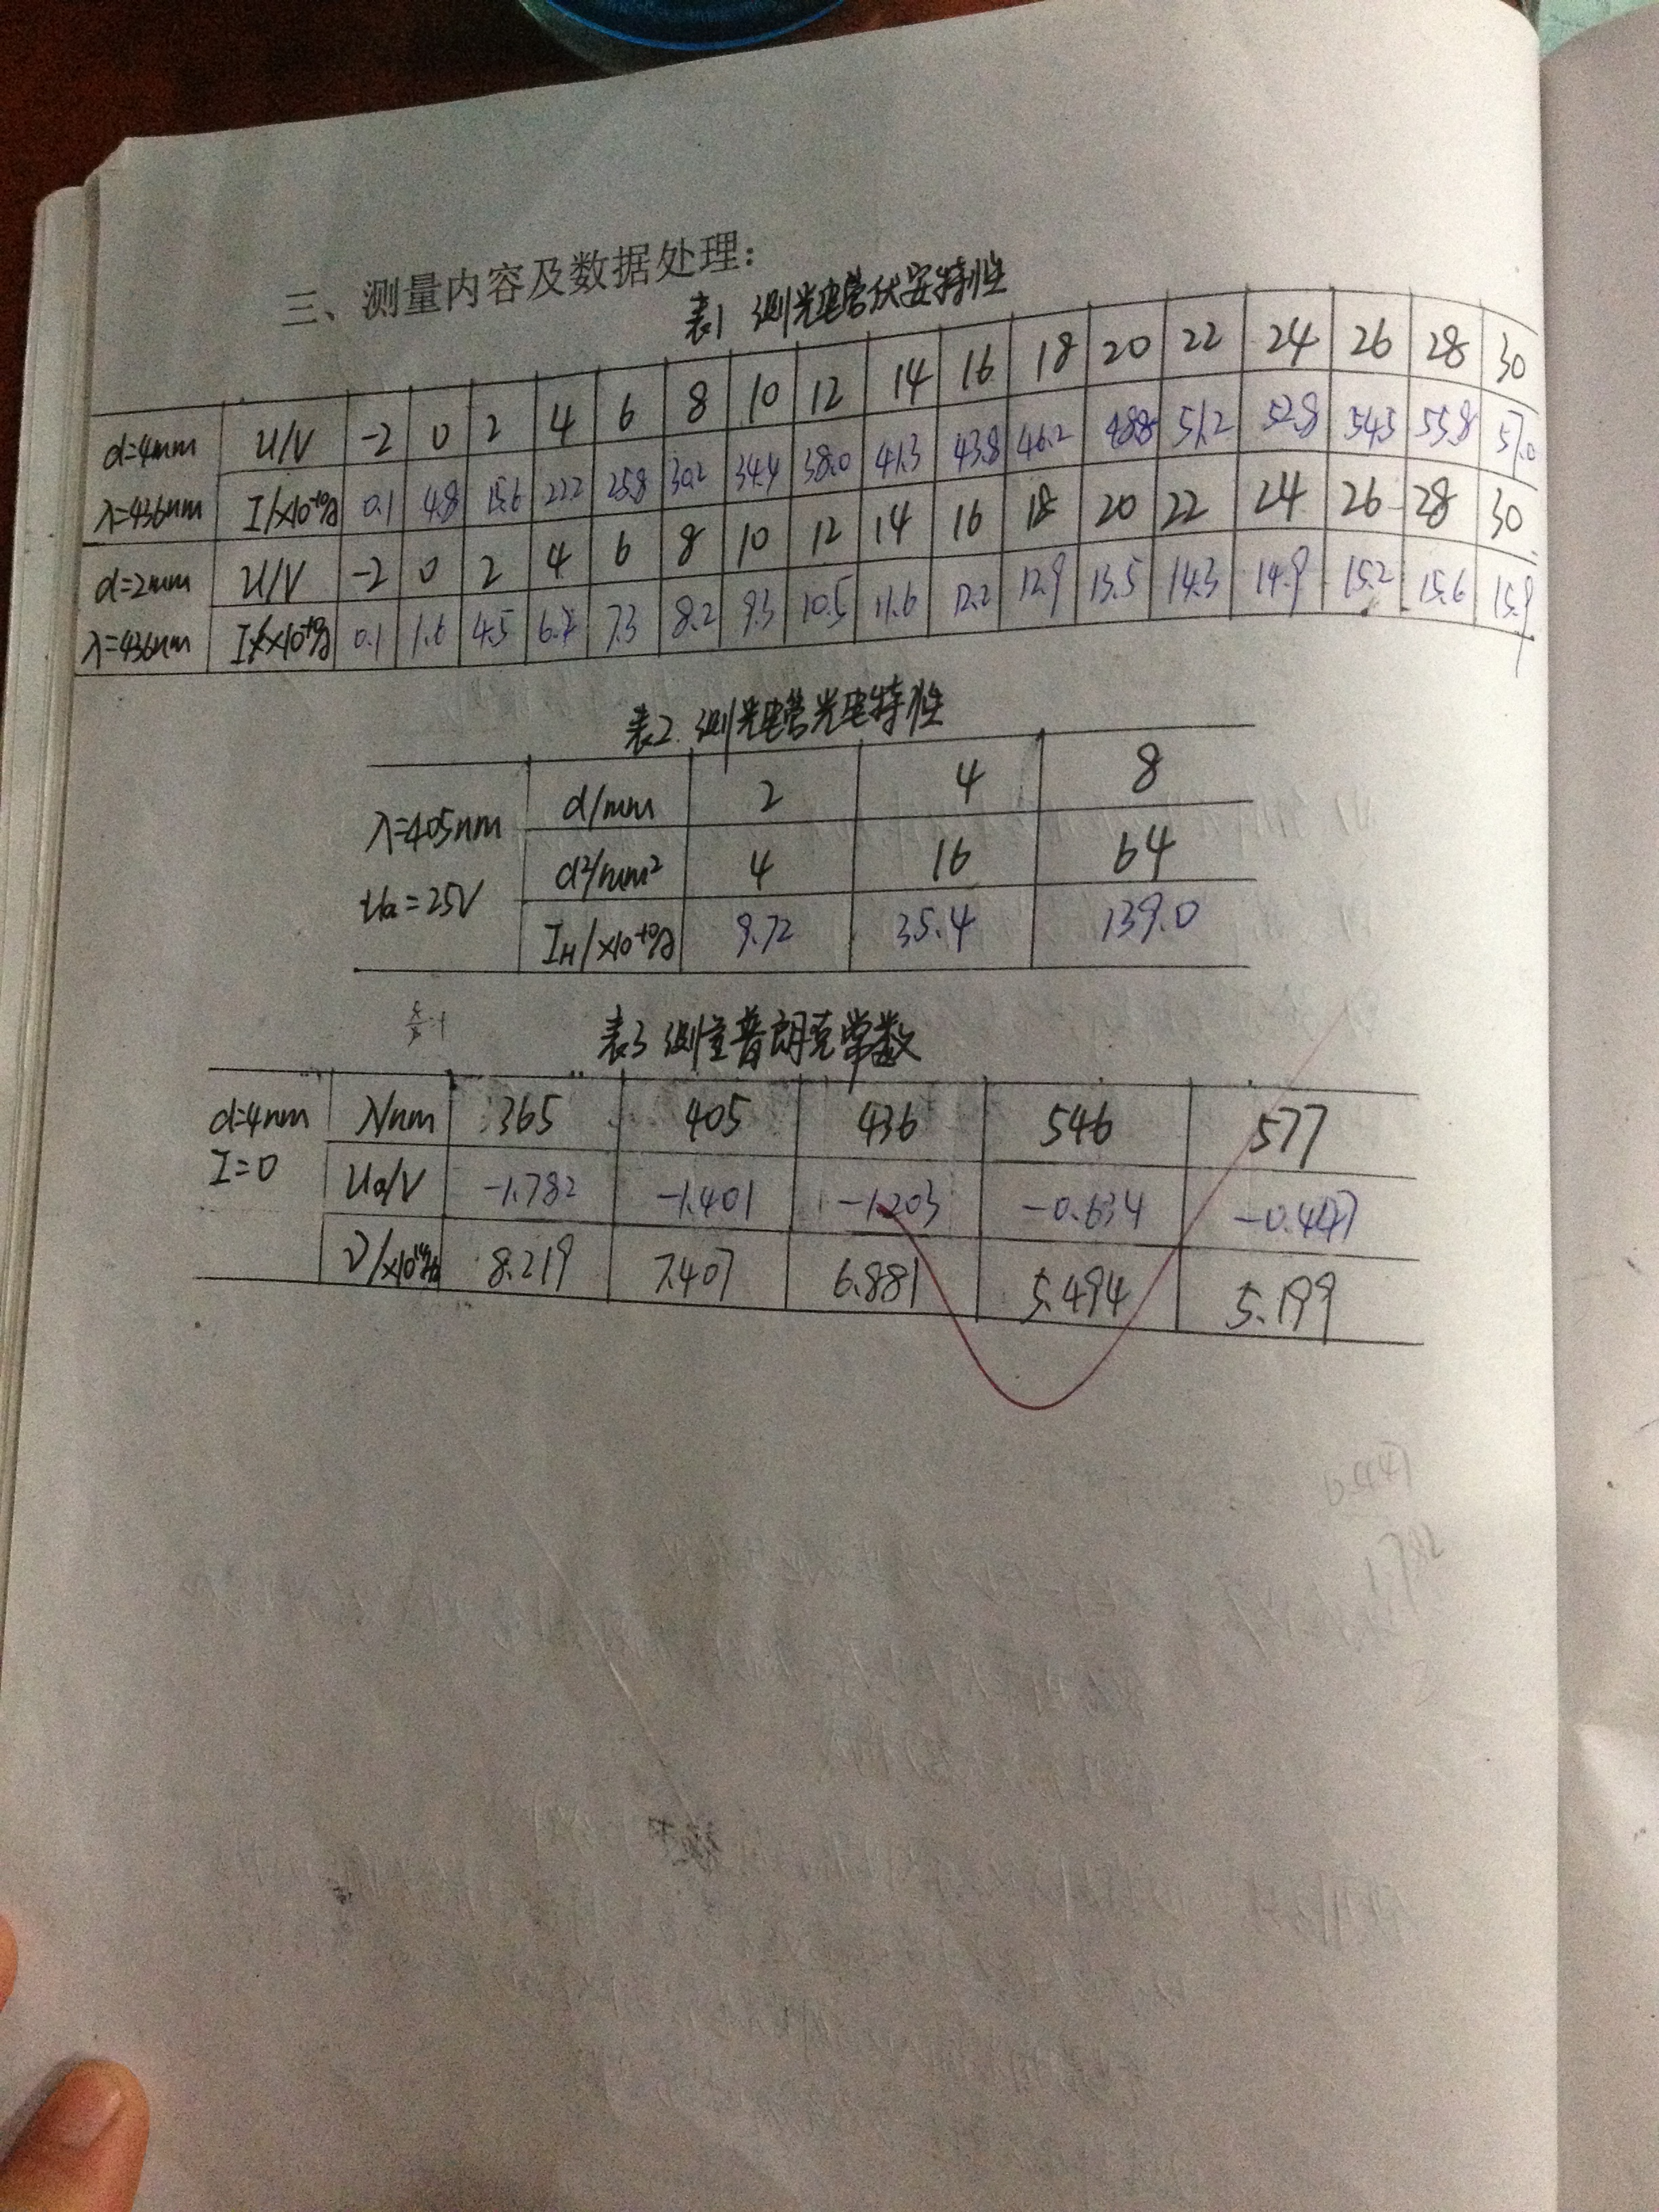 三、测量内容及数据处理:
表1 测光电管伏安特性
d=4mm λ=436nm U/V -2 0 2 4 6 8 10 12 14 16 18 20 22 24 26 28 30
I/×10⁻¹⁰A 0.1 4.8 15.6 22.2 25.8 30.2 34.4 38.0 41.3 43.8 46.2 48.8 51.2 52.8 54.5 55.8 57.0
d=2mm λ=436nm U/V -2 0 2 4 6 8 10 12 14 16 18 20 22 24 26 28 30
I/×10⁻¹⁰A 0.1 1.6 4.5 6.7 7.3 8.2 9.3 10.5 11.6 12.2 12.9 13.5 14.3 14.9 15.2 15.6 15.9
表2 测光电管光电特性
λ=405nm d/mm 2 4 8
d²/mm² 4 16 64
Ua=25V I_H/×10⁻¹⁰A 9.72 35.4 139.0
表3 测量普朗克常数
d=4nm λ/nm 365 405 436 546 577
I=0 Ua/V -1.782 -1.401 -1.203 -0.634 -0.447
ν/×10¹⁴Hz 8.219 7.407 6.881 5.494 5.199
0.447
1.782